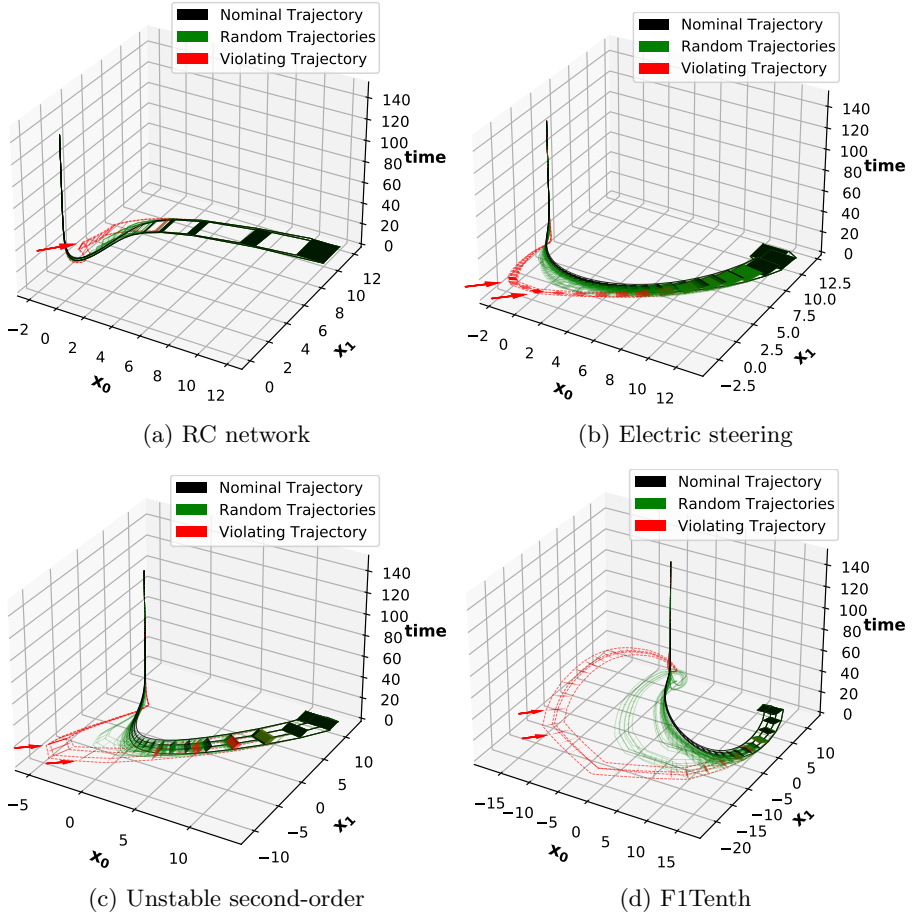 Nominal Trajectory
Random Trajectories
Violating Trajectory
140
120
100
80
60
40
20
0
time
−2 0 2 4 6 8 10 12
x0
0 2 4 6 8 10 12
x1
(a) RC network
Nominal Trajectory
Random Trajectories
Violating Trajectory
140
120
100
80
60
40
20
0
time
−2 0 2 4 6 8 10 12
x0
−2.5 0.0 2.5 5.0 7.5 10.0 12.5
x1
(b) Electric steering
Nominal Trajectory
Random Trajectories
Violating Trajectory
140
120
100
80
60
40
20
0
time
−5 0 5 10
x0
−10 −5 0 5 10
x1
(c) Unstable second-order
Nominal Trajectory
Random Trajectories
Violating Trajectory
140
120
100
80
60
40
20
0
time
−15 −10 −5 0 5 10 15
x0
−20 −15 −10 −5 0 5 10
x1
(d) F1Tenth